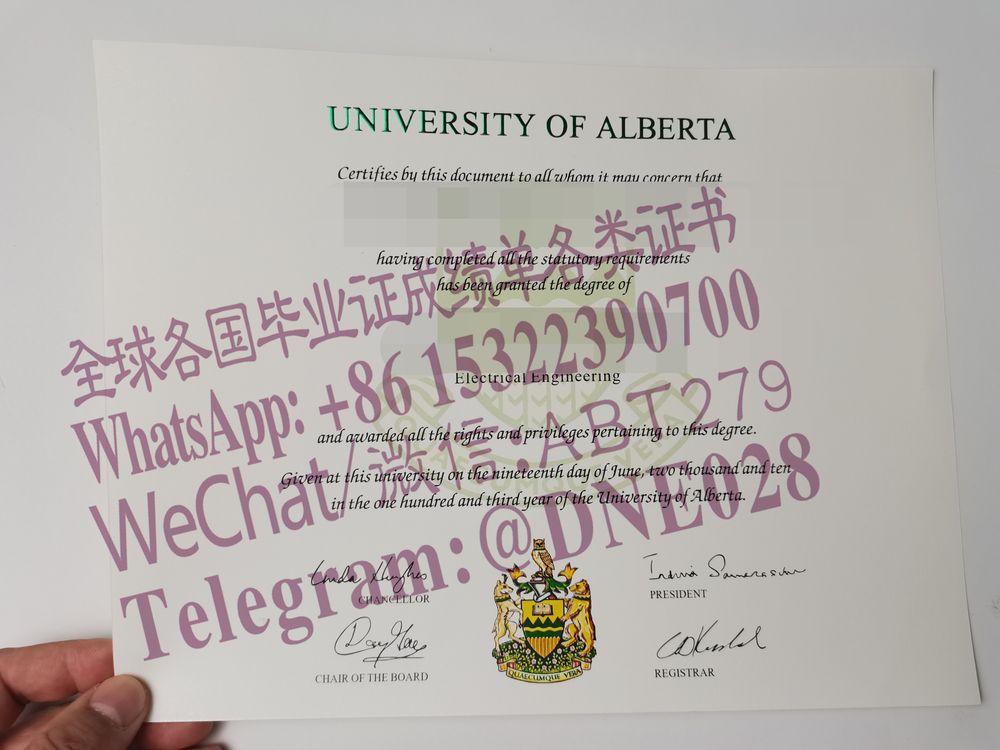 UNIVERSITY OF ALBERTA
Certifies by this document to all whom it may concern that
全球各国毕业证成绩单各类证书
having completed all the statutory requirements
has been granted the degree of
WhatsApp: +86 15322390700
Electrical Engineering
WeChat/微信:ABT279
and awarded all the rights and privileges pertaining to this degree.
Given at this university on the nineteenth day of June, two thousand and ten
in the one hundred and third year of the University of Alberta.
Telegram:@DNE028
CHANCELLOR
PRESIDENT
CHAIR OF THE BOARD
REGISTRAR
QUAECUMQUE VERA